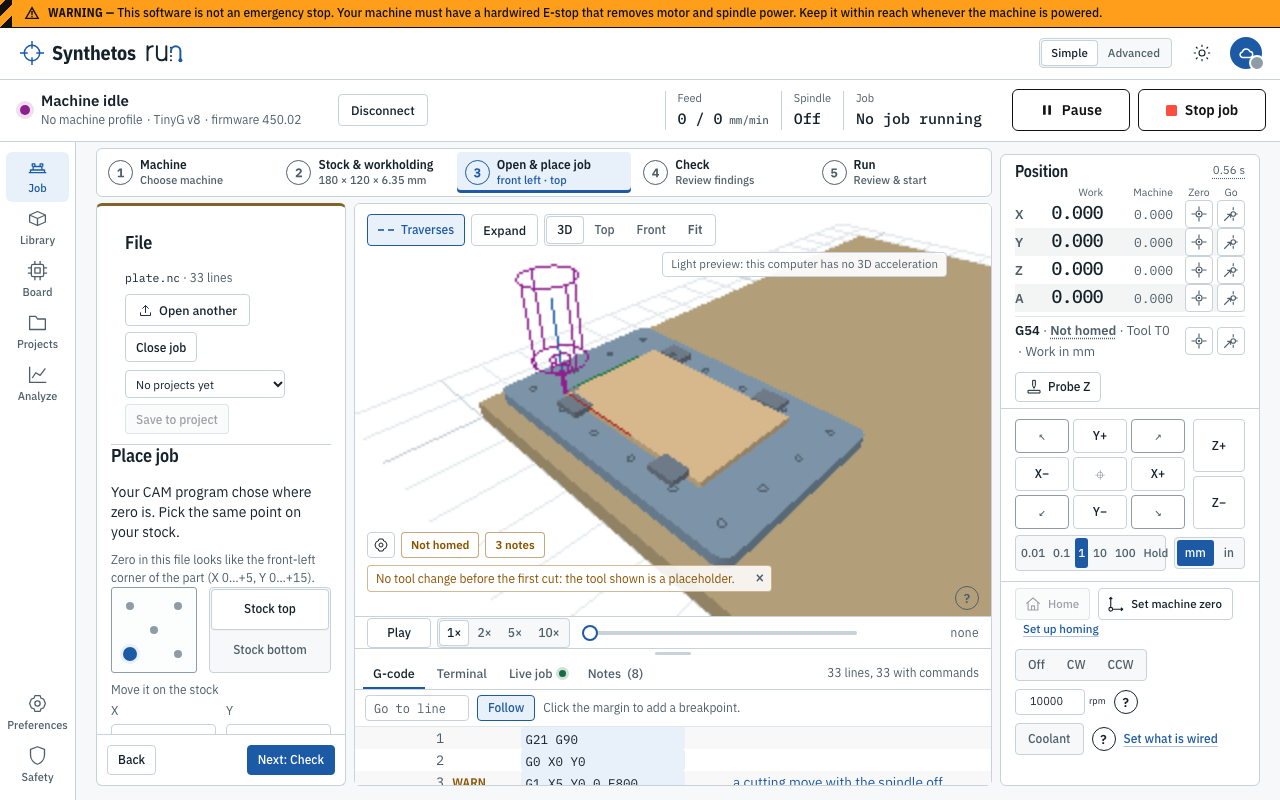 WARNING — This software is not an emergency stop. Your machine must have a hardwired E-stop that removes motor and spindle power. Keep it within reach whenever the machine is powered.
Synthetos run
Simple
Advanced
Machine idle
No machine profile · TinyG v8 · firmware 450.02
Disconnect
Feed
0 / 0 mm/min
Spindle
Off
Job
No job running
Pause
Stop job
Job
Library
Board
Projects
Analyze
Preferences
Safety
1
Machine
Choose machine
2
Stock & workholding
180 × 120 × 6.35 mm
3
Open & place job
front left · top
4
Check
Review findings
5
Run
Review & start
File
plate.nc · 33 lines
Open another
Close job
No projects yet
Save to project
Place job
Your CAM program chose where
zero is. Pick the same point on
your stock.
Zero in this file looks like the front-left
corner of the part (X 0…+5, Y 0…+15).
Stock top
Stock bottom
Move it on the stock
X
Y
Back
Next: Check
Traverses
Expand
3D
Top
Front
Fit
Light preview: this computer has no 3D acceleration
Not homed
3 notes
No tool change before the first cut: the tool shown is a placeholder.
×
?
Play
1×
2×
5×
10×
none
G-code
Terminal
Live job
Notes (8)
33 lines, 33 with commands
Go to line
Follow
Click the margin to add a breakpoint.
1 G21 G90
2 G0 X0 Y0
3 WARN G1 X5 Y0.0 F800 a cutting move with the spindle off
Position
0.56 s
Work
Machine
Zero
Go
X 0.000 0.000
Y 0.000 0.000
Z 0.000 0.000
A 0.000 0.000
G54 · Not homed · Tool T0
· Work in mm
Probe Z
↖
Y+
↗
Z+
X−
X+
↙
Y−
↘
Z−
0.01
0.1
1
10
100
Hold
mm
in
Home
Set machine zero
Set up homing
Off
CW
CCW
10000
rpm
?
Coolant
?
Set what is wired